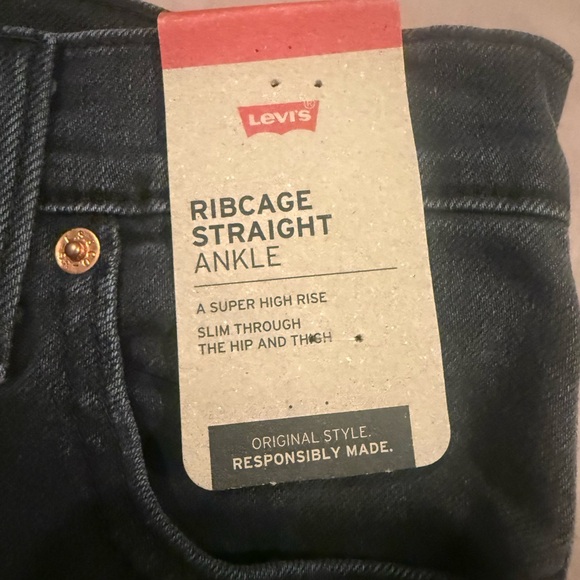 Levi's®
RIBCAGE
STRAIGHT
ANKLE
A SUPER HIGH RISE
SLIM THROUGH
THE HIP AND THIGH
ORIGINAL STYLE.
RESPONSIBLY MADE.